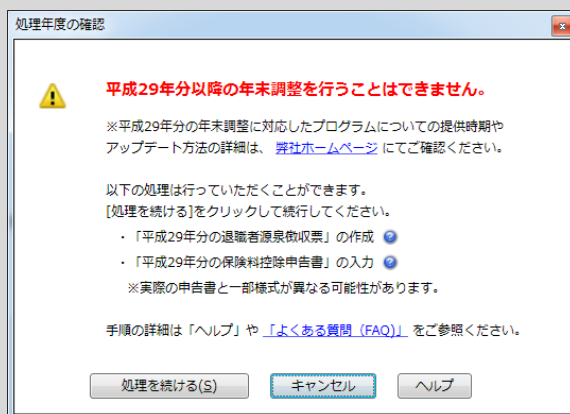 処理年度の確認
平成29年分以降の年末調整を行うことはできません。
※平成29年分の年末調整に対応したプログラムについての提供時期や
アップデート方法の詳細は、 弊社ホームページ にてご確認ください。
以下の処理は行っていただくことができます。
[処理を続ける]をクリックして続行してください。
・「平成29年分の退職者源泉徴収票」の作成
・「平成29年分の保険料控除申告書」の入力
※実際の申告書と一部様式が異なる可能性があります。
手順の詳細は「ヘルプ」や 「よくある質問（FAQ)」 をご参照ください。
処理を続ける(S) キャンセル ヘルプ